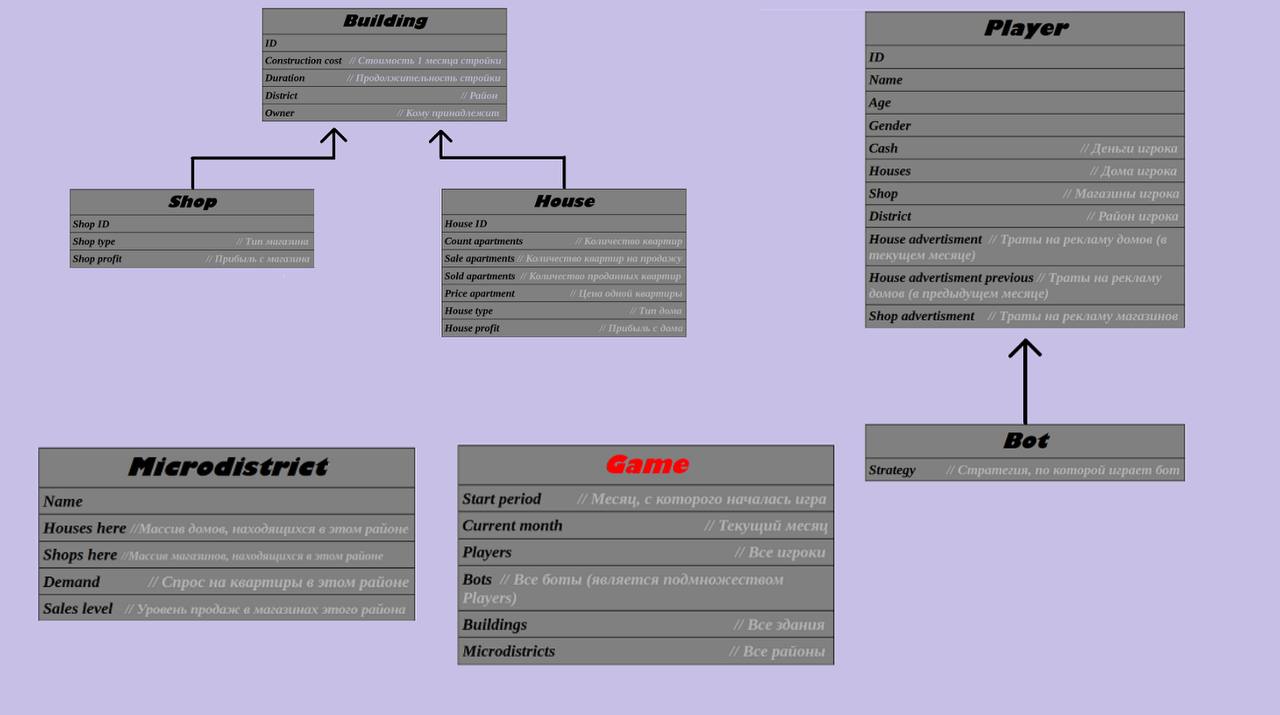 Building
ID
Construction cost // Стоимость 1 месяца стройки
Duration // Продолжительность стройки
District // Район
Owner // Кому принадлежит
Shop
Shop ID
Shop type // Тип магазина
Shop profit // Прибыль с магазина
House
House ID
Count apartments // Количество квартир
Sale apartments // Количество квартир на продажу
Sold apartments // Количество проданных квартир
Price apartment // Цена одной квартиры
House type // Тип дома
House profit // Прибыль с дома
Player
ID
Name
Age
Gender
Cash // Деньги игрока
Houses // Дома игрока
Shop // Магазины игрока
District // Район игрока
House advertisment // Траты на рекламу домов (в
текущем месяце)
House advertisment previous // Траты на рекламу
домов (в предыдущем месяце)
Shop advertisment // Траты на рекламу магазинов
Bot
Strategy // Стратегия, по которой играет бот
Microdistrict
Name
Houses here //Массив домов, находящихся в этом районе
Shops here //Массив магазинов, находящихся в этом районе
Demand // Спрос на квартиры в этом районе
Sales level // Уровень продаж в магазинах этого района
Game
Start period // Месяц, с которого началась игра
Current month // Текущий месяц
Players // Все игроки
Bots // Все боты (является подмножеством
Players)
Buildings // Все здания
Microdistricts // Все районы